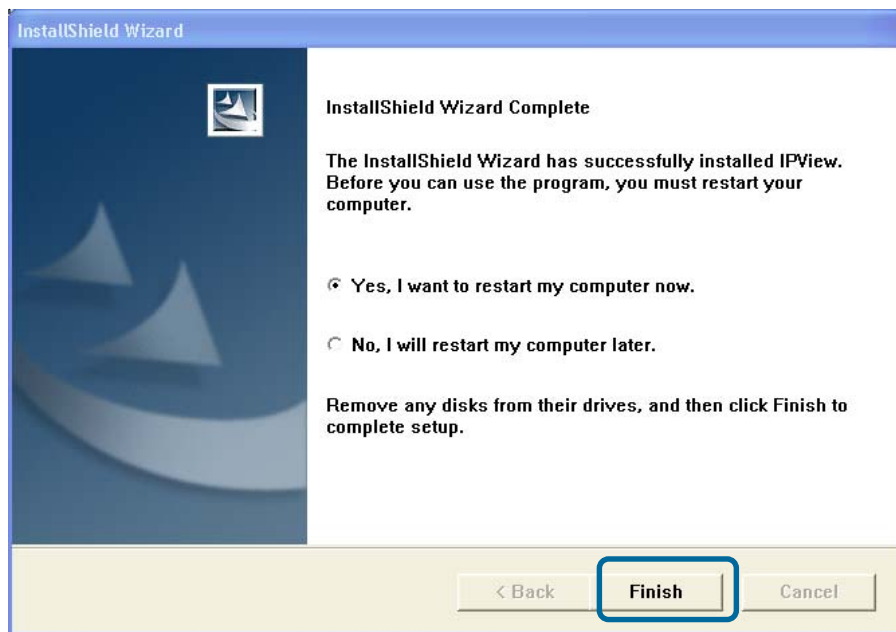 InstallShield Wizard
InstallShield Wizard Complete
The InstallShield Wizard has successfully installed IPView.
Before you can use the program, you must restart your
computer.
Yes, I want to restart my computer now.
No, I will restart my computer later.
Remove any disks from their drives, and then click Finish to
complete setup.
< Back Finish Cancel